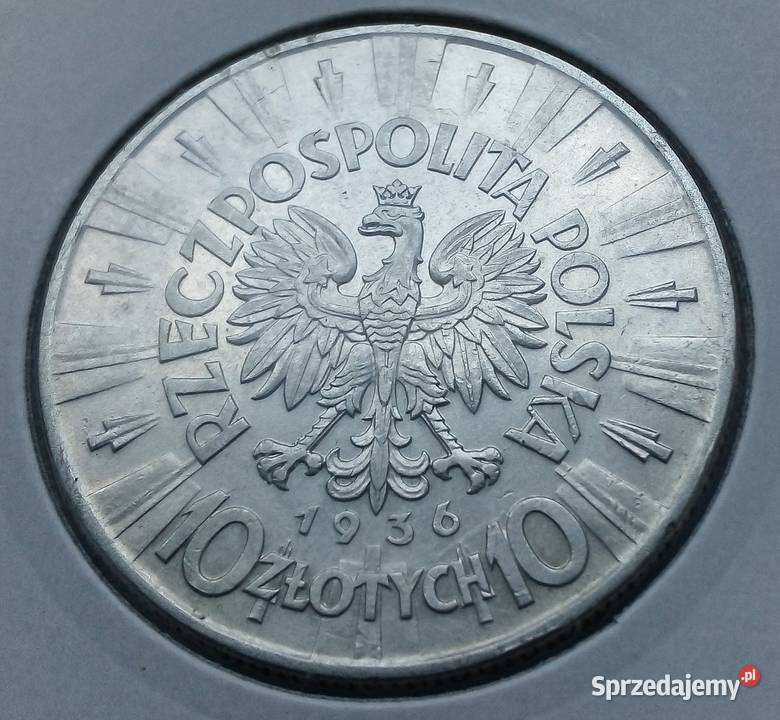 RZECZPOSPOLITA POLSKA
1936
10 ZŁOTYCH 10
Sprzedajemy.pl